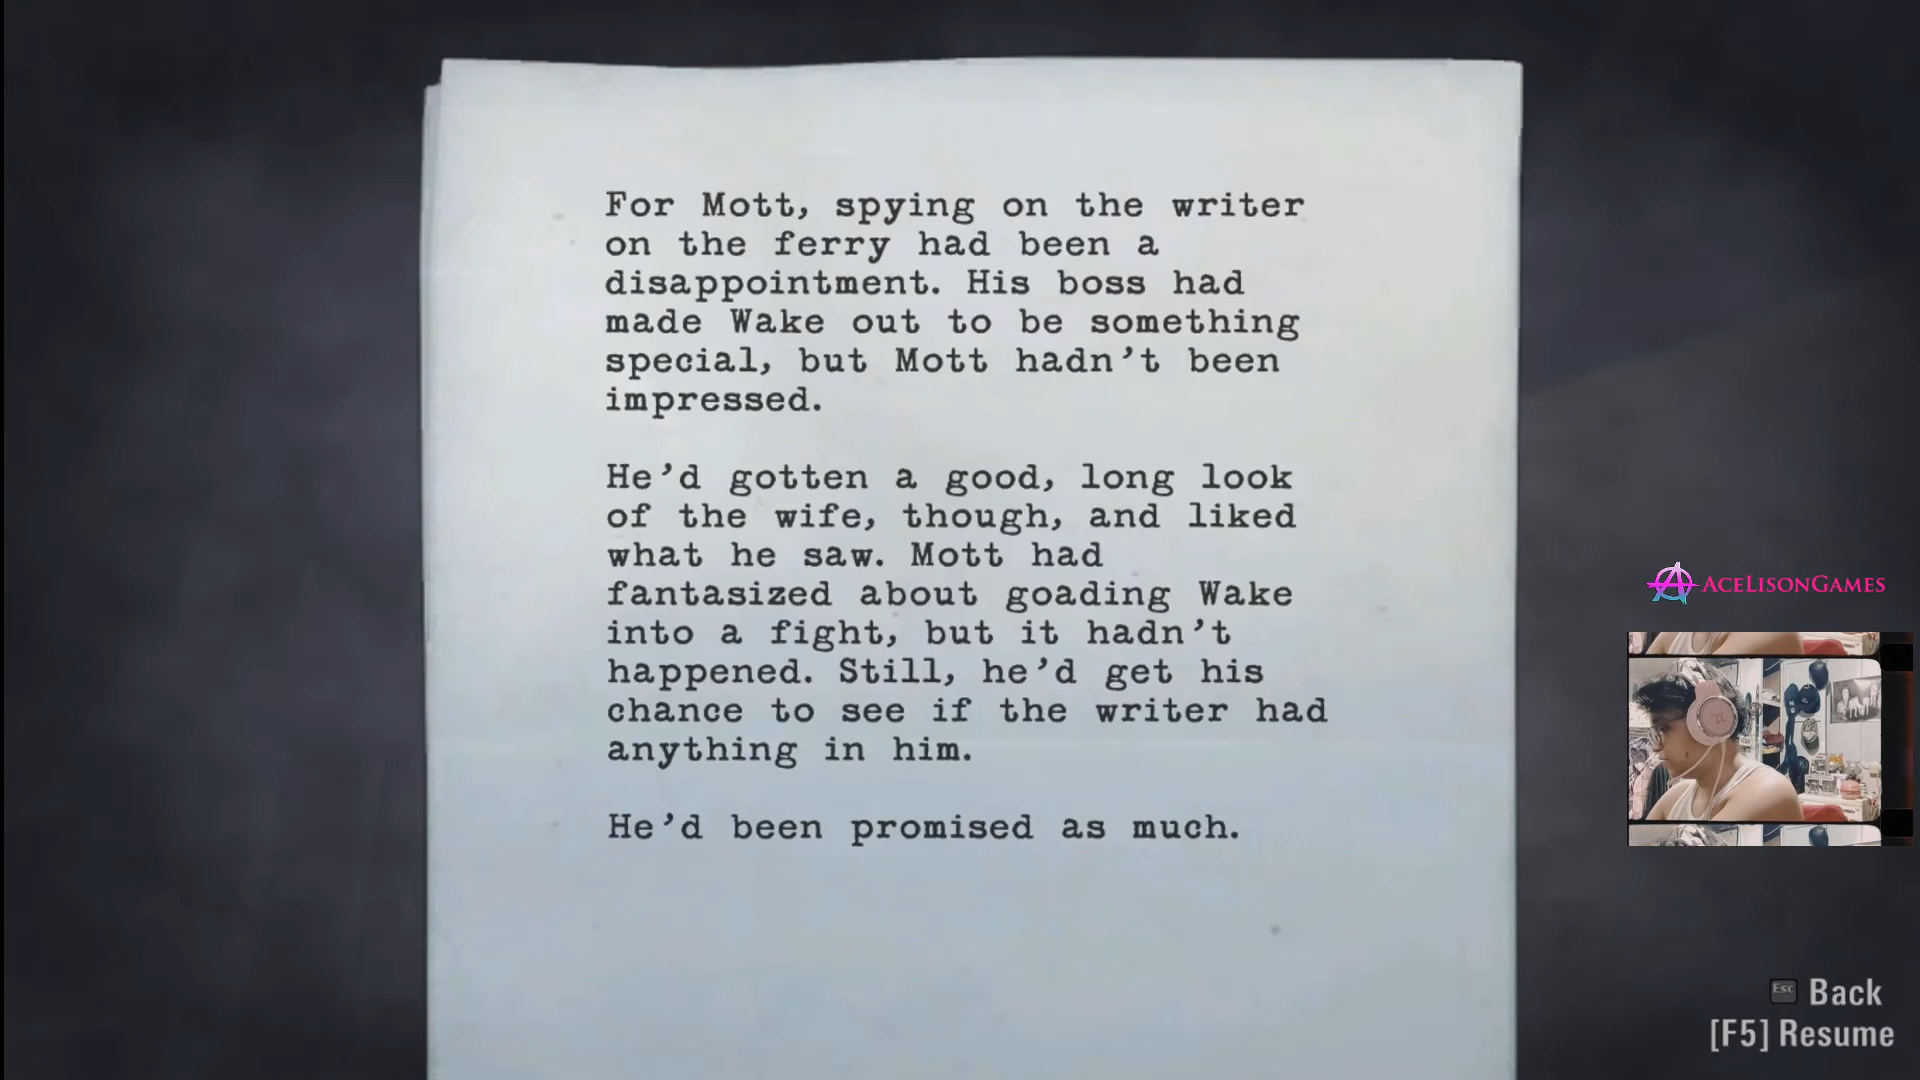 For Mott, spying on the writer
on the ferry had been a
disappointment. His boss had
made Wake out to be something
special, but Mott hadn't been
impressed.
He'd gotten a good, long look
of the wife, though, and liked
what he saw. Mott had
fantasized about goading Wake
into a fight, but it hadn't
happened. Still, he'd get his
chance to see if the writer had
anything in him.
He'd been promised as much.
AceLisonGames
Esc Back
[F5] Resume